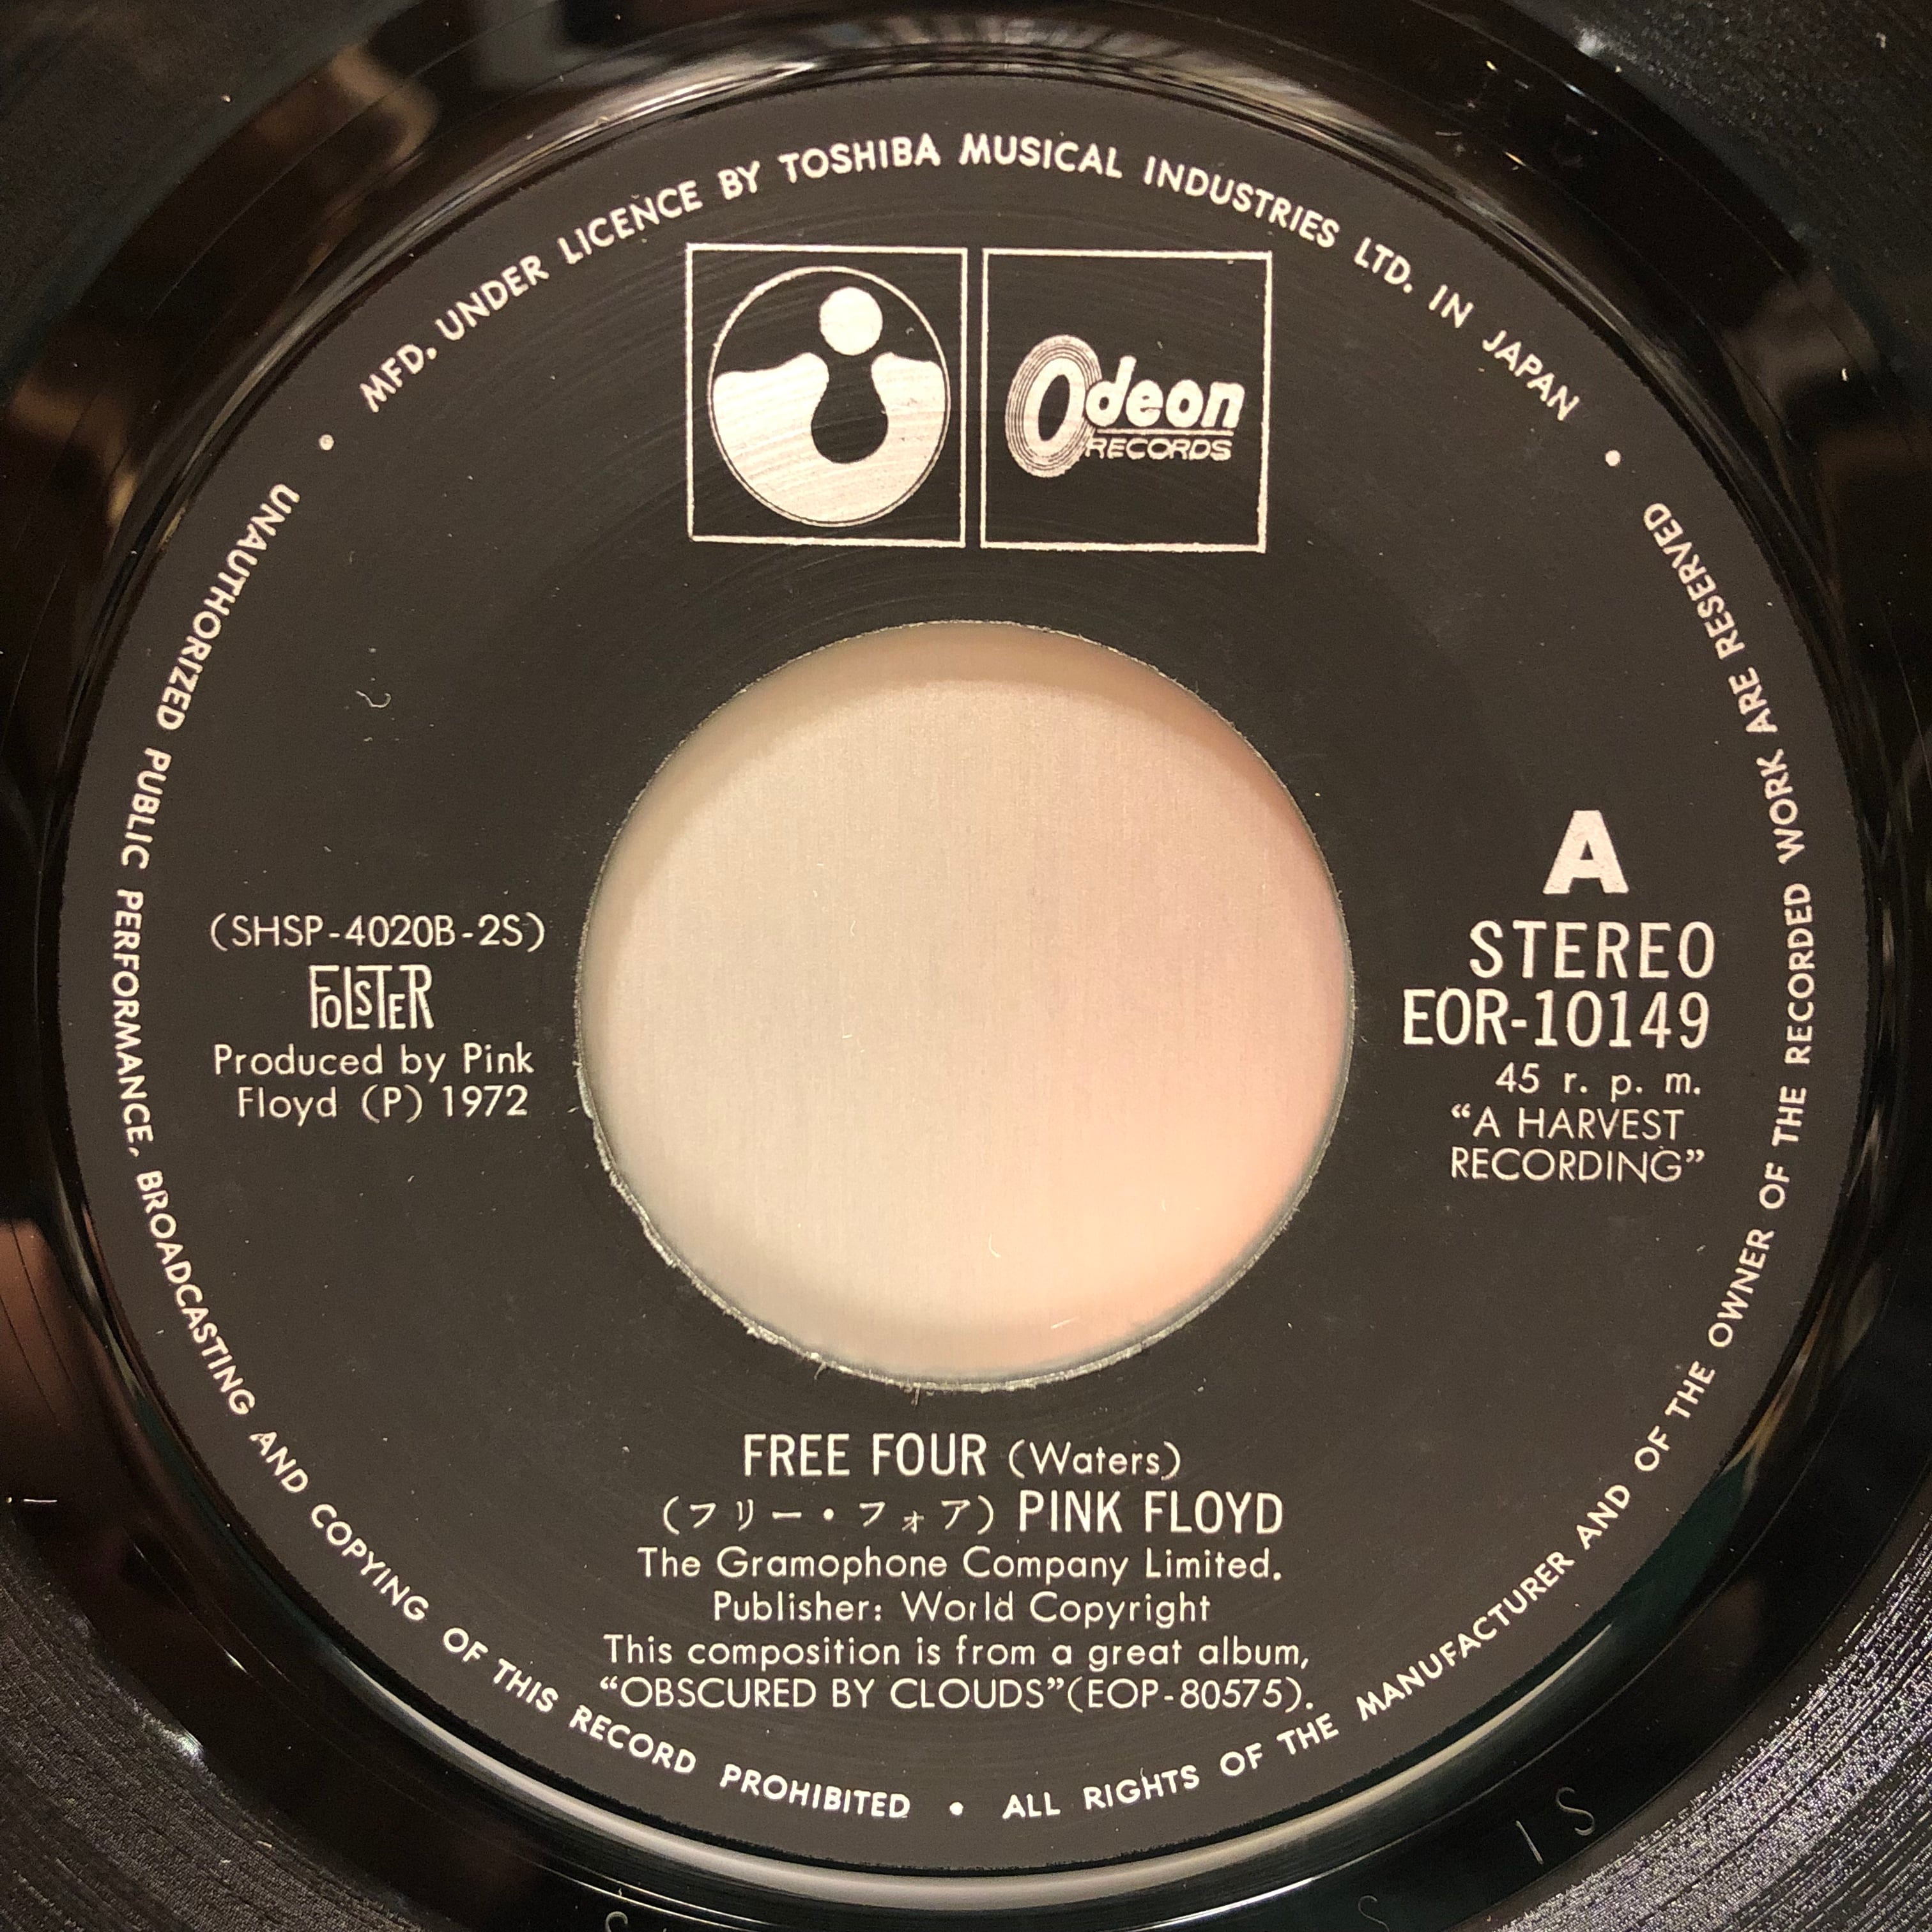 MFD. UNDER LICENCE BY TOSHIBA MUSICAL INDUSTRIES LTD. IN JAPAN
Odeon
RECORDS
A
STEREO
EOR-10149
45 r. p. m.
“A HARVEST
RECORDING”
(SHSP-4020B-2S)
FOLSTER
Produced by Pink
Floyd (P) 1972
FREE FOUR (Waters)
(フリー・フォア) PINK FLOYD
The Gramophone Company Limited.
Publisher: World Copyright
This composition is from a great album,
“OBSCURED BY CLOUDS”(EOP-80575).
• UNAUTHORIZED PUBLIC PERFORMANCE, BROADCASTING AND COPYING OF THIS RECORD PROHIBITED • ALL RIGHTS OF THE MANUFACTURER AND OF THE OWNER OF THE RECORDED WORK ARE RESERVED •
1S